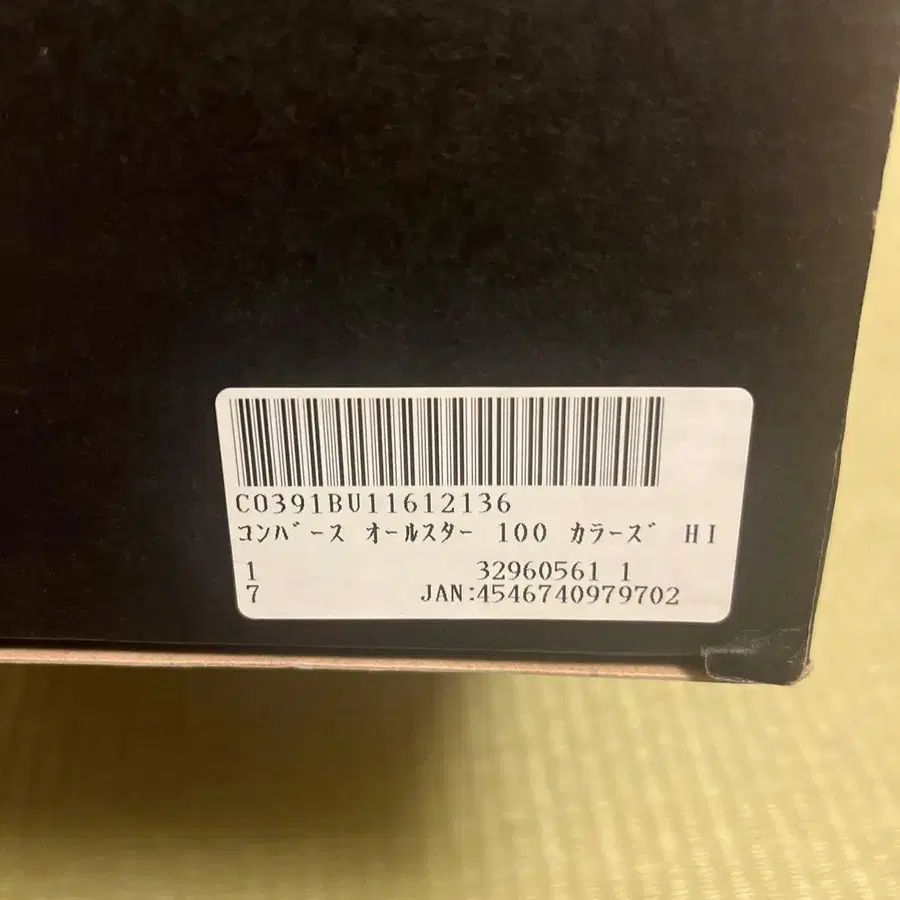 CO391BU11612136
コンバース オールスター 100 カラーズ HI
1 32960561 1
7 JAN:4546740979702